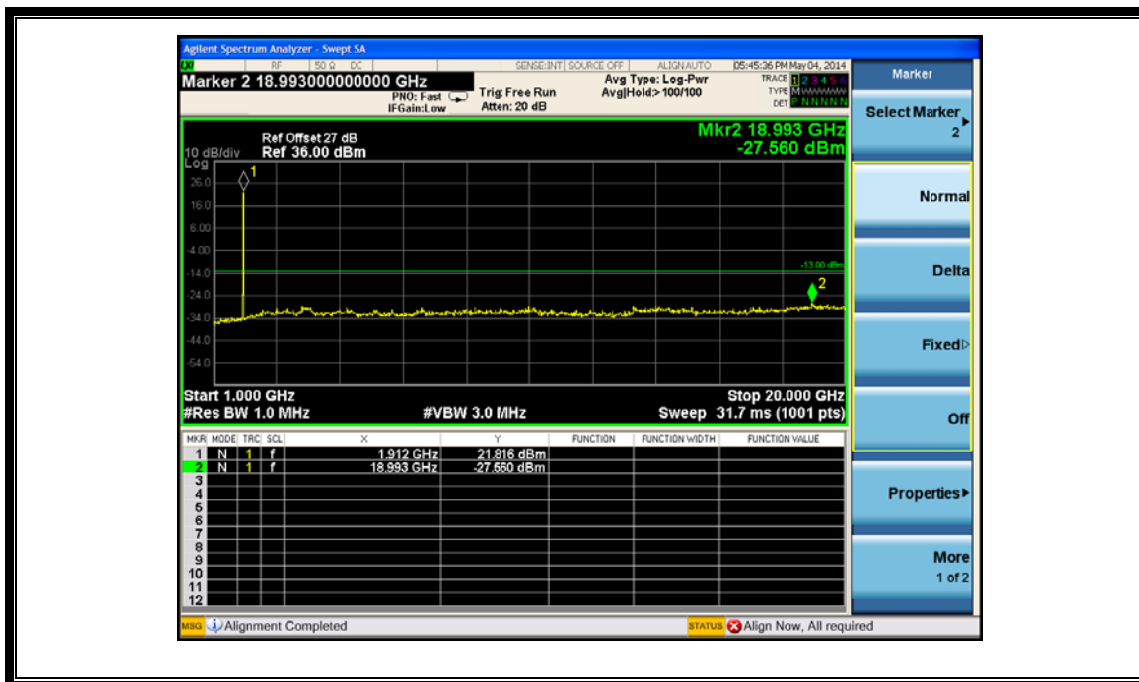 Agilent Spectrum Analyzer - Swept SA
LXI RF 50 Ω DC SENSE:INT SOURCE OFF ALIGN AUTO 05:45:36 PM May 04, 2014
Marker 2 18.993000000000 GHz
PNO: Fast
IFGain:Low
Trig Free Run
Atten: 20 dB
Avg Type: Log-Pwr
Avg|Hold:> 100/100
TRACE 1 2 3 4 5 6
TYPE M WWWWW
DET P N N N N N
Ref Offset 27 dB
Ref 36.00 dBm
10 dB/div
Log
Mkr2 18.993 GHz
-27.560 dBm
1
26.0
16.0
6.00
-4.00
-13.00 dBm
-14.0
2
-24.0
-34.0
-44.0
-54.0
Start 1.000 GHz Stop 20.000 GHz
#Res BW 1.0 MHz #VBW 3.0 MHz Sweep 31.7 ms (1001 pts)
MKR MODE TRC SCL X Y FUNCTION FUNCTION WIDTH FUNCTION VALUE
1 N 1 f 1.912 GHz 21.816 dBm
2 N 1 f 18.993 GHz -27.560 dBm
3
4
5
6
7
8
9
10
11
12
MSG Alignment Completed STATUS Align Now, All required
Marker
Select Marker
2
Normal
Delta
Fixed
Off
Properties
More
1 of 2